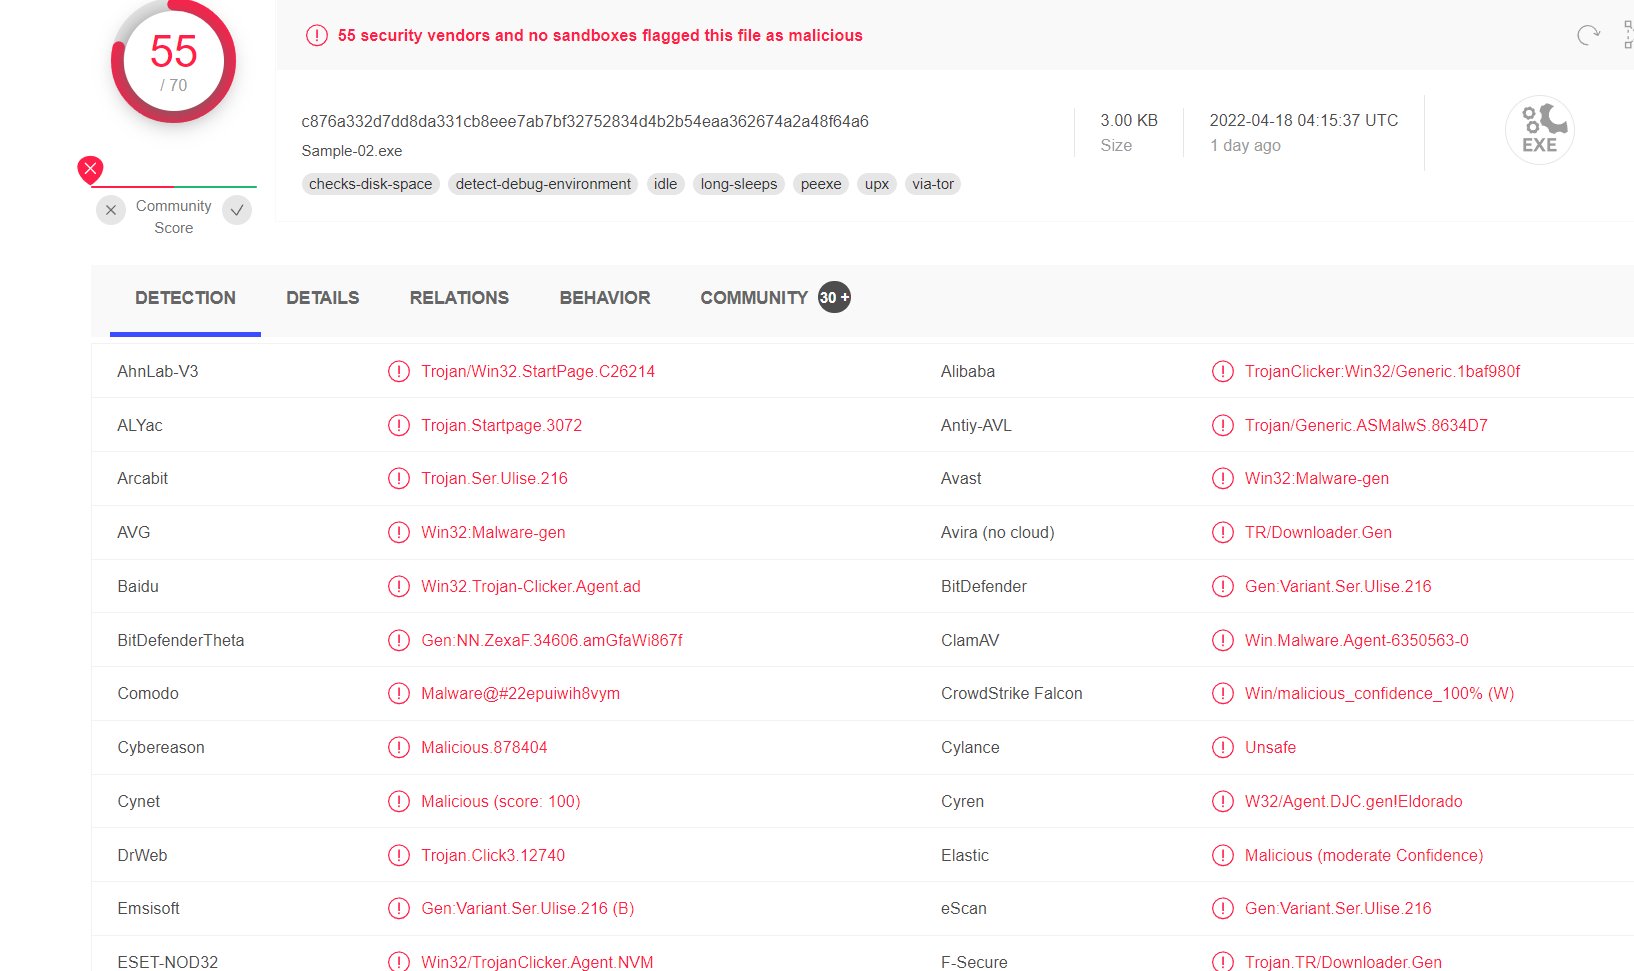 55
/ 70
55 security vendors and no sandboxes flagged this file as malicious
c876a332d7dd8da331cb8eee7ab7bf32752834d4b2b54eaa362674a2a48f64a6
Sample-02.exe
checks-disk-space detect-debug-environment idle long-sleeps peexe upx via-tor
3.00 KB
Size
2022-04-18 04:15:37 UTC
1 day ago
EXE
Community
Score
DETECTION DETAILS RELATIONS BEHAVIOR COMMUNITY 30 +
AhnLab-V3 Trojan/Win32.StartPage.C26214 Alibaba TrojanClicker:Win32/Generic.1baf980f
ALYac Trojan.Startpage.3072 Antiy-AVL Trojan/Generic.ASMalwS.8634D7
Arcabit Trojan.Ser.Ulise.216 Avast Win32:Malware-gen
AVG Win32:Malware-gen Avira (no cloud) TR/Downloader.Gen
Baidu Win32.Trojan-Clicker.Agent.ad BitDefender Gen:Variant.Ser.Ulise.216
BitDefenderTheta Gen:NN.ZexaF.34606.amGfaWi867f ClamAV Win.Malware.Agent-6350563-0
Comodo Malware@#22epuiwih8vym CrowdStrike Falcon Win/malicious_confidence_100% (W)
Cybereason Malicious.878404 Cylance Unsafe
Cynet Malicious (score: 100) Cyren W32/Agent.DJC.gen!Eldorado
DrWeb Trojan.Click3.12740 Elastic Malicious (moderate Confidence)
Emsisoft Gen:Variant.Ser.Ulise.216 (B) eScan Gen:Variant.Ser.Ulise.216
ESET-NOD32 Win32/TrojanClicker.Agent.NVM F-Secure Trojan.TR/Downloader.Gen